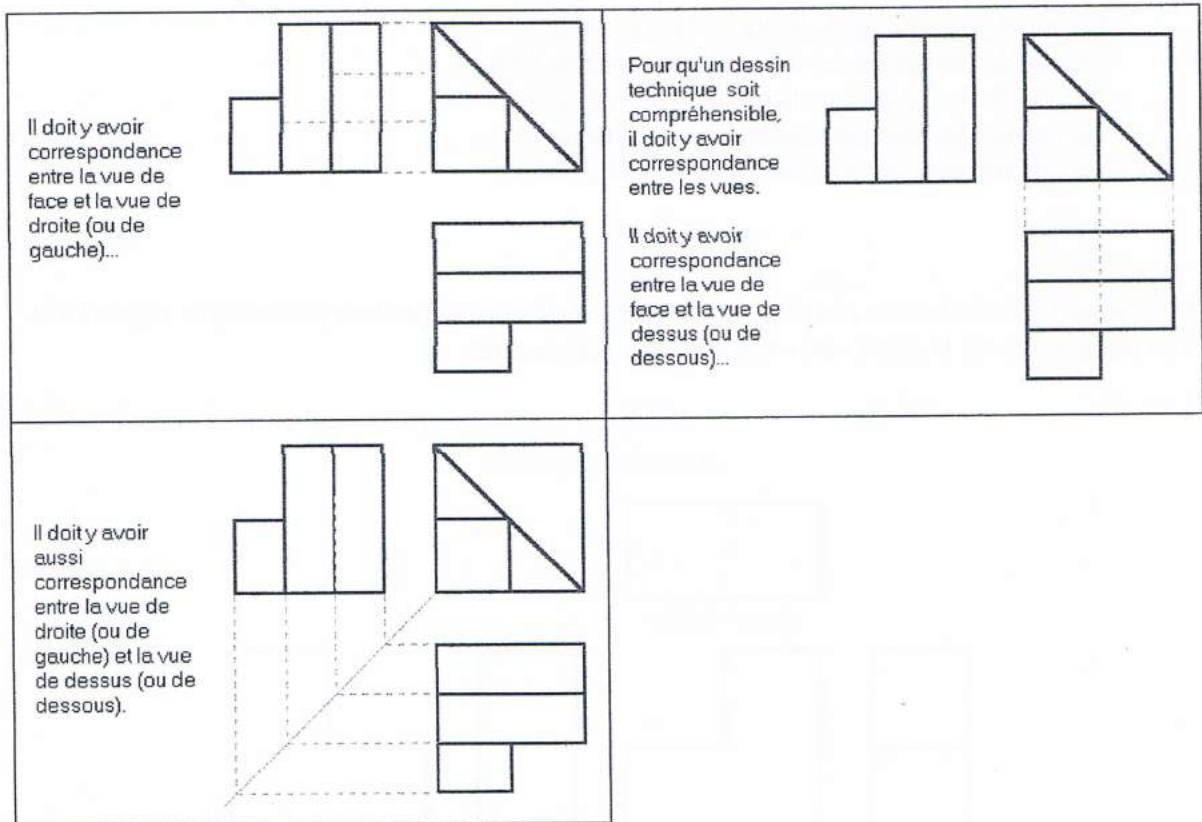 Il doit y avoir
correspondance
entre la vue de
face et la vue de
droite (ou de
gauche)...
Pour qu'un dessin
technique soit
compréhensible,
il doit y avoir
correspondance
entre les vues.
Il doit y avoir
correspondance
entre la vue de
face et la vue de
dessus (ou de
dessous)...
Il doit y avoir
aussi
correspondance
entre la vue de
droite (ou de
gauche) et la vue
de dessus (ou de
dessous).